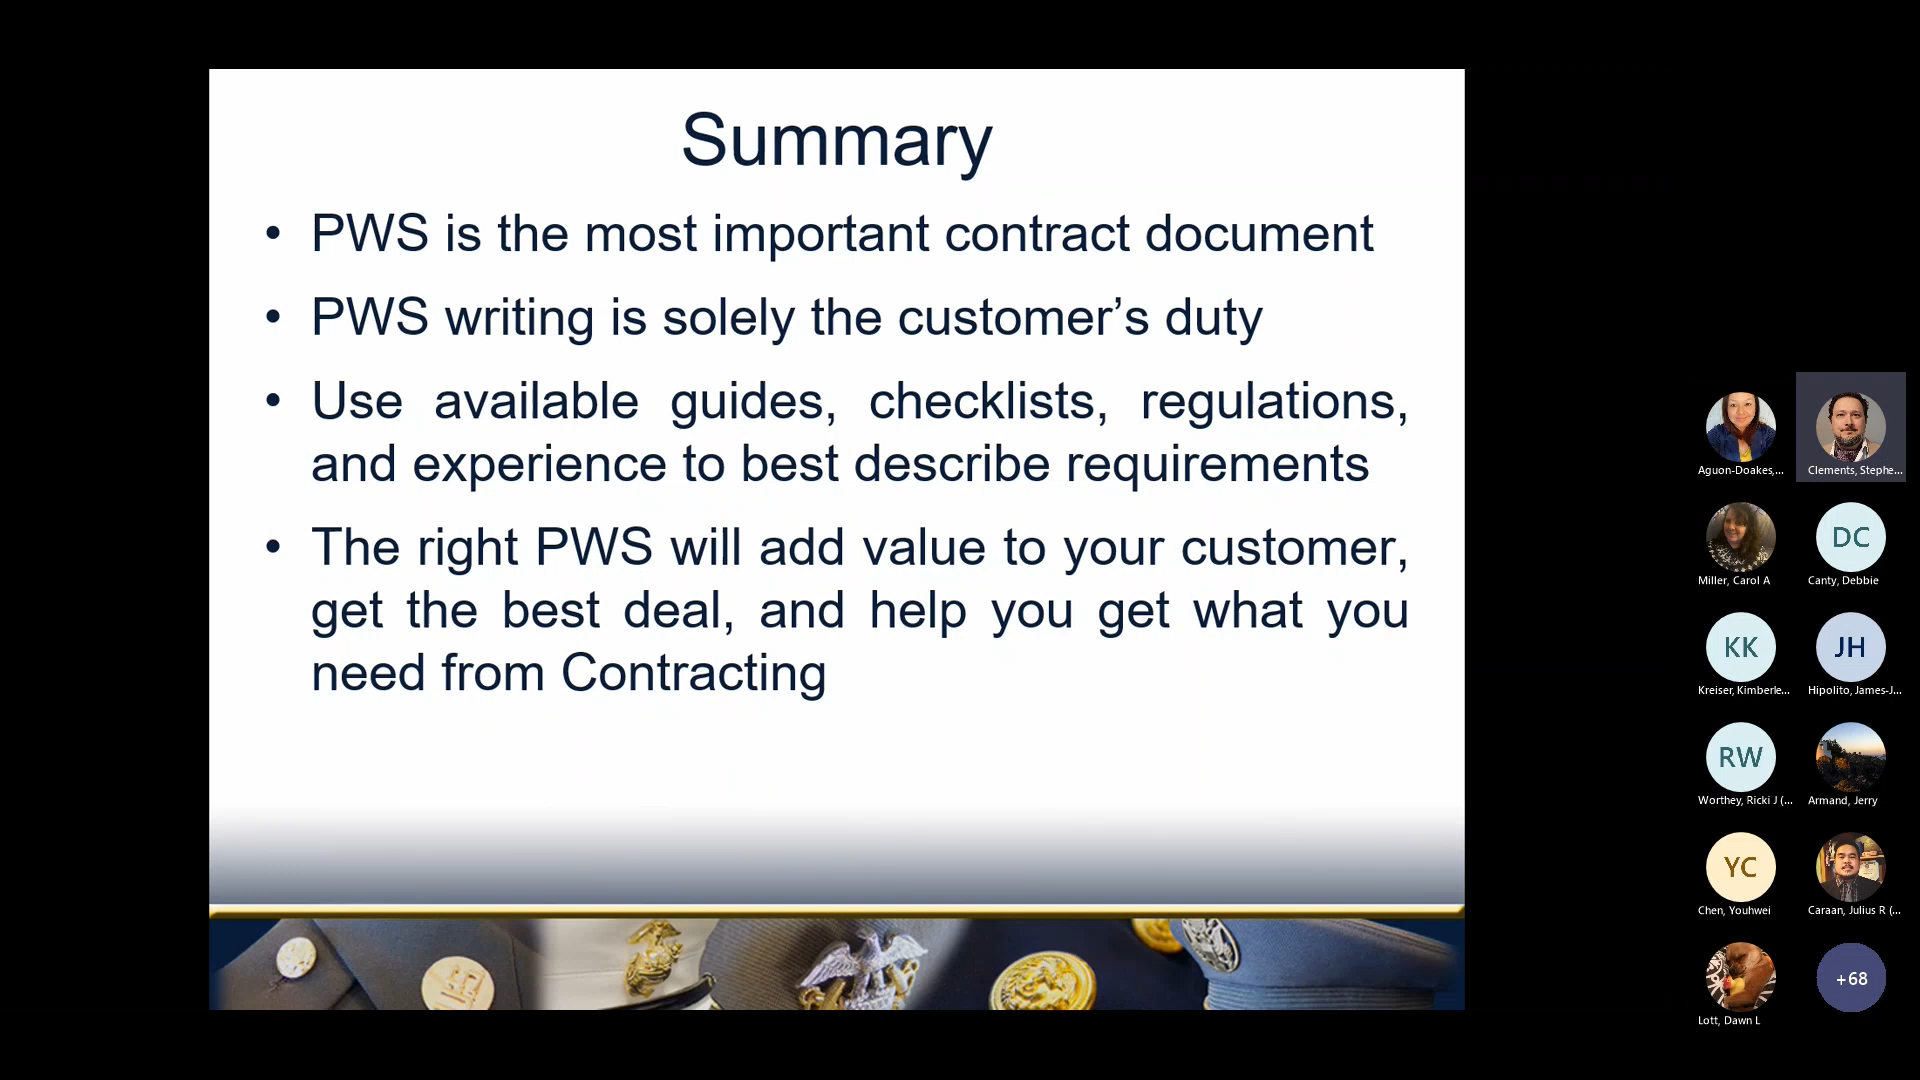 Summary
• PWS is the most important contract document
• PWS writing is solely the customer’s duty
• Use available guides, checklists, regulations,
and experience to best describe requirements
• The right PWS will add value to your customer,
get the best deal, and help you get what you
need from Contracting
Aguon-Doakes,...
Clements, Stephe...
Miller, Carol A
DC
Canty, Debbie
KK
Kreiser, Kimberle...
JH
Hipolito, James-J...
RW
Worthey, Ricki J (...
Armand, Jerry
YC
Chen, Youhwei
Caraan, Julius R (...
Lott, Dawn L
+68